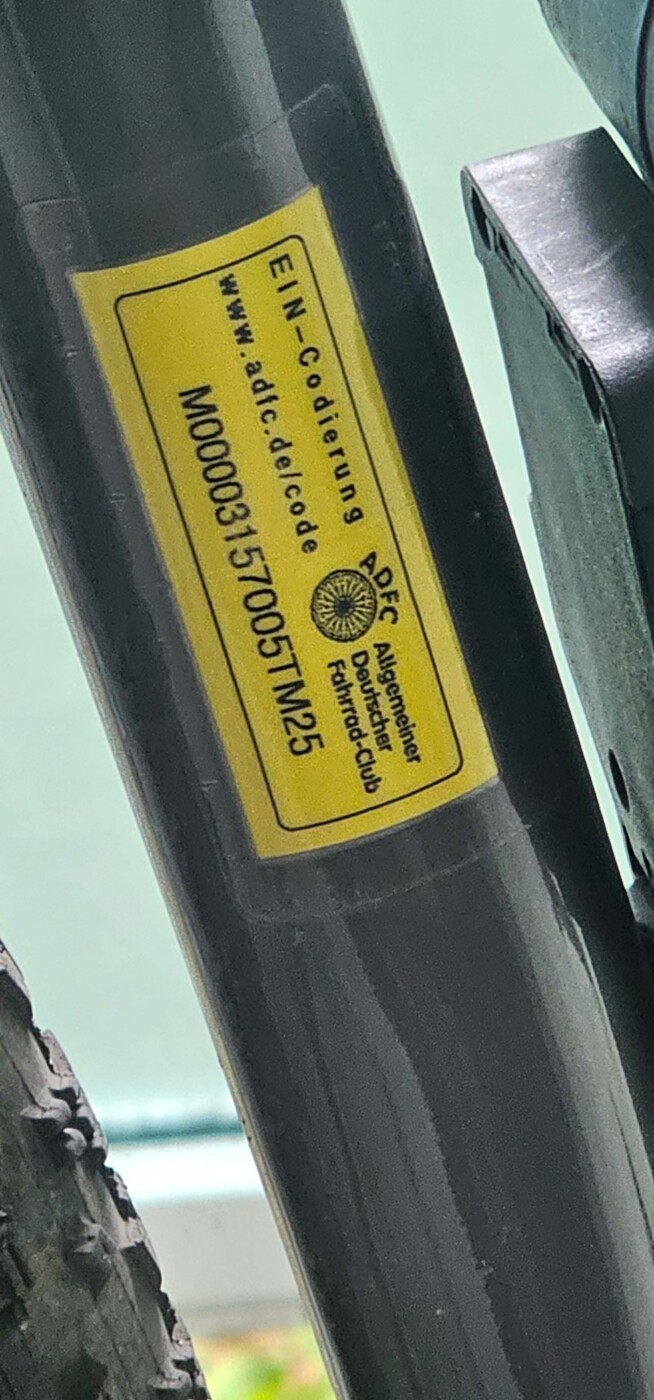 EIN-Codierung
www.adfc.de/code
M00003157005TM25
ADFC
Allgemeiner
Deutscher
Fahrrad-Club